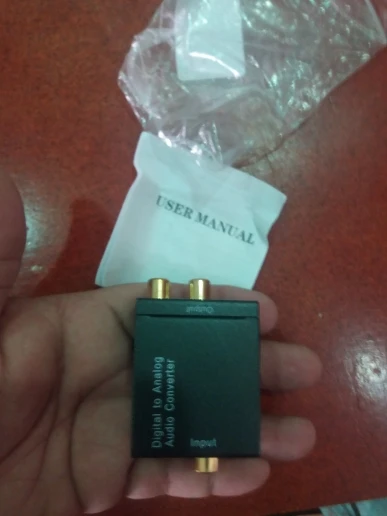 USER MANUAL
Output
Digital to Analog
Audio Converter
Input